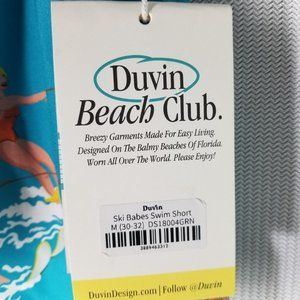 Duvin
Beach Club.
Breezy Garments Made For Easy Living.
Designed On The Balmy Beaches Of Florida.
Worn All Over The World. Please Enjoy!
Duvin
Ski Babes Swim Short
M (30-32) DS18004GRN
DuvinDesign.com | Follow @Duvin